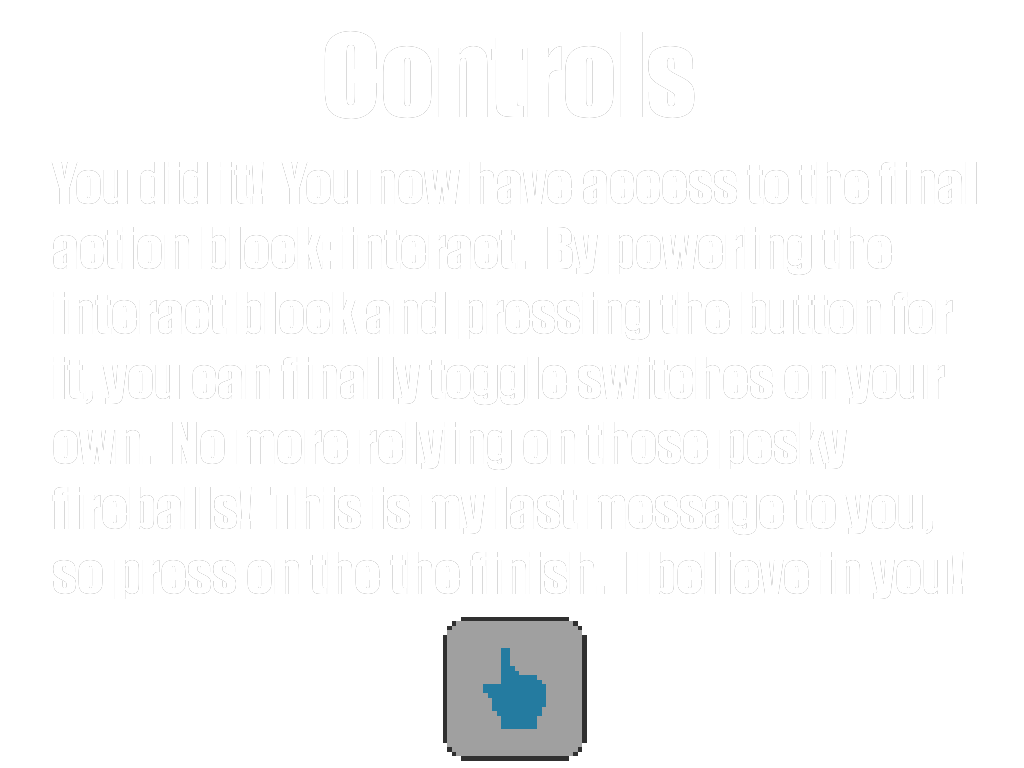 Controls
You did it! You now have access to the final
action block: interact. By powering the
interact block and pressing the button for
it, you can finally toggle switches on your
own. No more relying on those pesky
fireballs! This is my last message to you,
so press on the the finish. I believe in you!